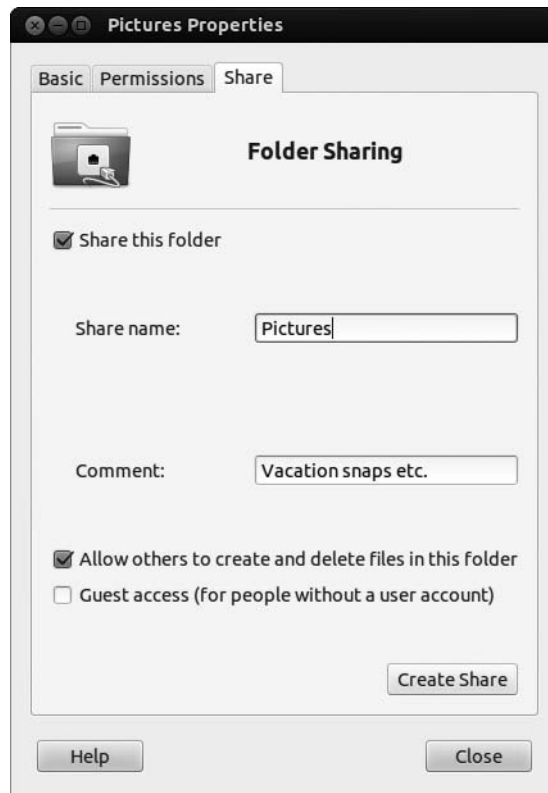 Pictures Properties
Basic Permissions Share
Folder Sharing
Share this folder
Share name: Pictures
Comment: Vacation snaps etc.
Allow others to create and delete files in this folder
Guest access (for people without a user account)
Create Share
Help Close